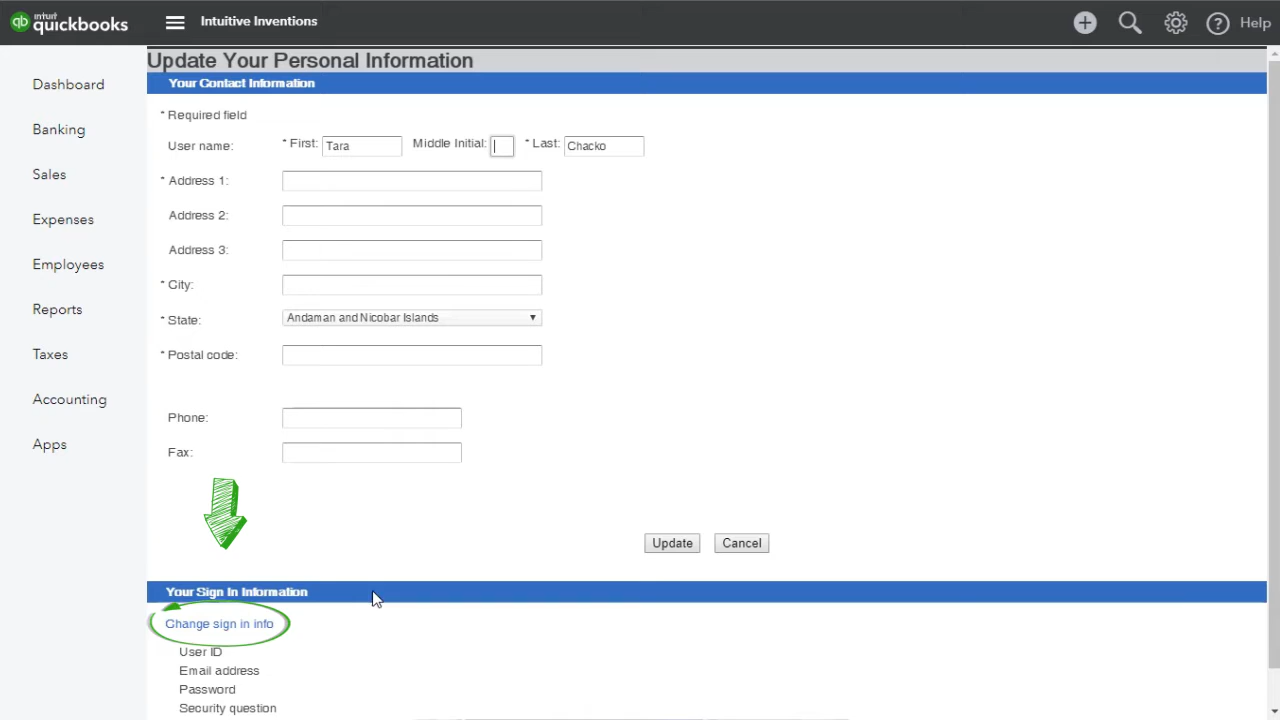 intuit
quickbooks
Intuitive Inventions
Help
Dashboard
Banking
Sales
Expenses
Employees
Reports
Taxes
Accounting
Apps
Update Your Personal Information
Your Contact Information
* Required field
User name: * First: Tara Middle Initial: * Last: Chacko
* Address 1:
Address 2:
Address 3:
* City:
* State: Andaman and Nicobar Islands
* Postal code:
Phone:
Fax:
Update Cancel
Your Sign In Information
Change sign in info
User ID
Email address
Password
Security question